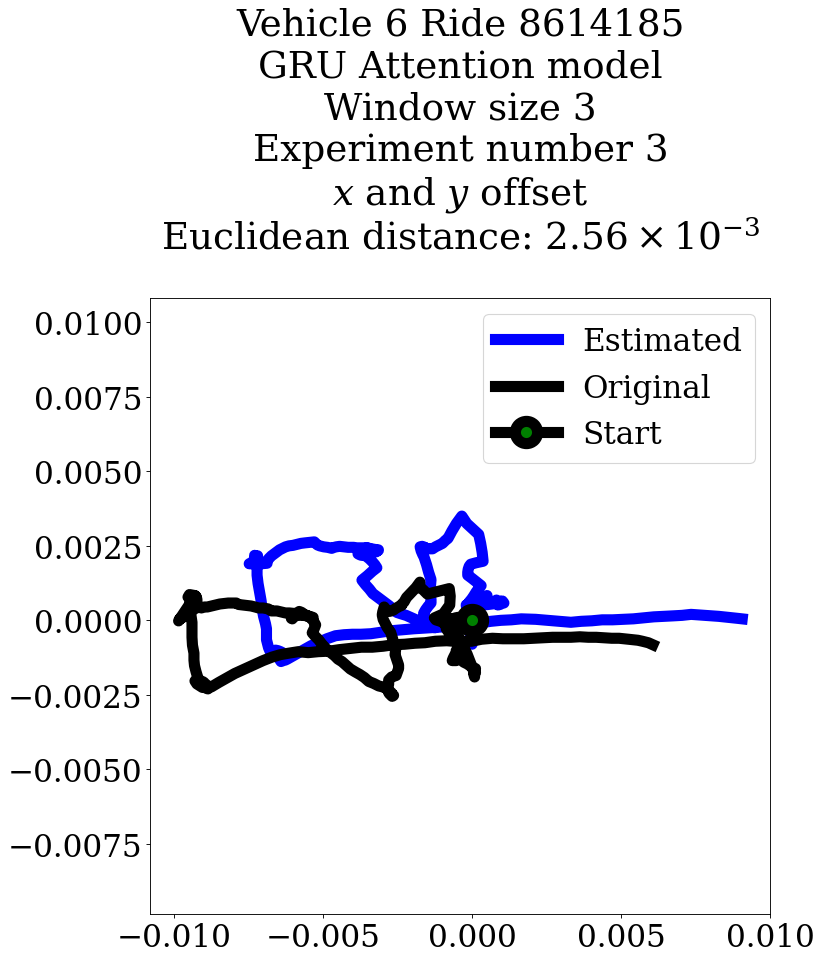 Vehicle 6 Ride 8614185
GRU Attention model
Window size 3
Experiment number 3
x and y offset
Euclidean distance: 2.56 × 10⁻³
Estimated
Original
Start
0.0100
0.0075
0.0050
0.0025
0.0000
−0.0025
−0.0050
−0.0075
−0.010 −0.005 0.000 0.005 0.010